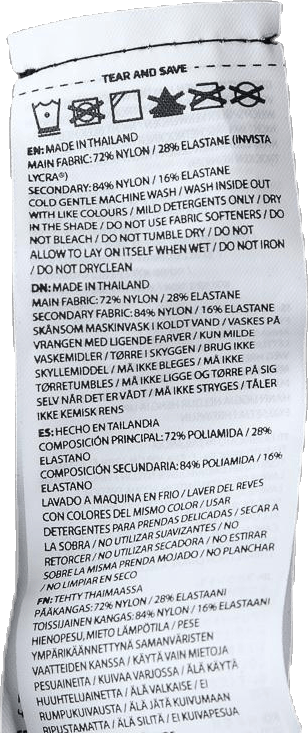 TEAR AND SAVE
EN: MADE IN THAILAND
MAIN FABRIC: 72% NYLON / 28% ELASTANE (INVISTA
LYCRA®)
SECONDARY: 84% NYLON / 16% ELASTANE
COLD GENTLE MACHINE WASH / WASH INSIDE OUT
WITH LIKE COLOURS / MILD DETERGENTS ONLY / DRY
IN THE SHADE / DO NOT USE FABRIC SOFTENERS / DO
NOT BLEACH / DO NOT TUMBLE DRY / DO NOT
ALLOW TO LAY ON ITSELF WHEN WET / DO NOT IRON
/ DO NOT DRYCLEAN
DN: MADE IN THAILAND
MAIN FABRIC: 72% NYLON / 28% ELASTANE
SECONDARY FABRIC: 84% NYLON / 16% ELASTANE
SKÅNSOM MASKINVASK I KOLDT VAND / VASKES PÅ
VRANGEN MED LIGENDE FARVER / KUN MILDE
VASKEMIDLER / TØRRE I SKYGGEN / BRUG IKKE
SKYLLEMIDDEL / MÅ IKKE BLEGES / MÅ IKKE
TØRRETUMBLES / MÅ IKKE LIGGE OG TØRRE PÅ SIG
SELV NÅR DET ER VÅDT / MÅ IKKE STRYGES / TÅLER
IKKE KEMISK RENS
ES: HECHO EN TAILANDIA
COMPOSICIÓN PRINCIPAL: 72% POLIAMIDA / 28%
ELASTANO
COMPOSICIÓN SECUNDARIA: 84% POLIAMIDA / 16%
ELASTANO
LAVADO A MAQUINA EN FRIO / LAVER DEL REVES
CON COLORES DEL MISMO COLOR / USAR
DETERGENTES PARA PRENDAS DELICADAS / SECAR A
LA SOBRA / NO UTILIZAR SUAVIZANTES / NO
RETORCER / NO UTILIZAR SECADORA / NO ESTIRAR
SOBRE LA MISMA PRENDA MOJADO / NO PLANCHAR
/ NO LIMPIAR EN SECO
FN: TEHTY THAIMAASSA
PÄÄKANGAS: 72% NYLON / 28% ELASTAANI
TOISSIJAINEN KANGAS: 84% NYLON / 16% ELASTAANI
HIENOPESU, MIETO LÄMPÖTILA / PESE
YMPÄRIKÄÄNNETTYNÄ SAMANVÄRISTEN
VAATTEIDEN KANSSA / KÄYTÄ VAIN MIETOJA
PESUAINEITA / KUIVAA VARJOSSA / ÄLÄ KÄYTÄ
HUUHTELUAINETTA / ÄLÄ VALKAISE / EI
RUMPUKUIVAUSTA / ÄLÄ JÄTÄ KUIVUMAAN
RIPUSTAMATTA / ÄLÄ SILITÄ / EI KUIVAPESUA